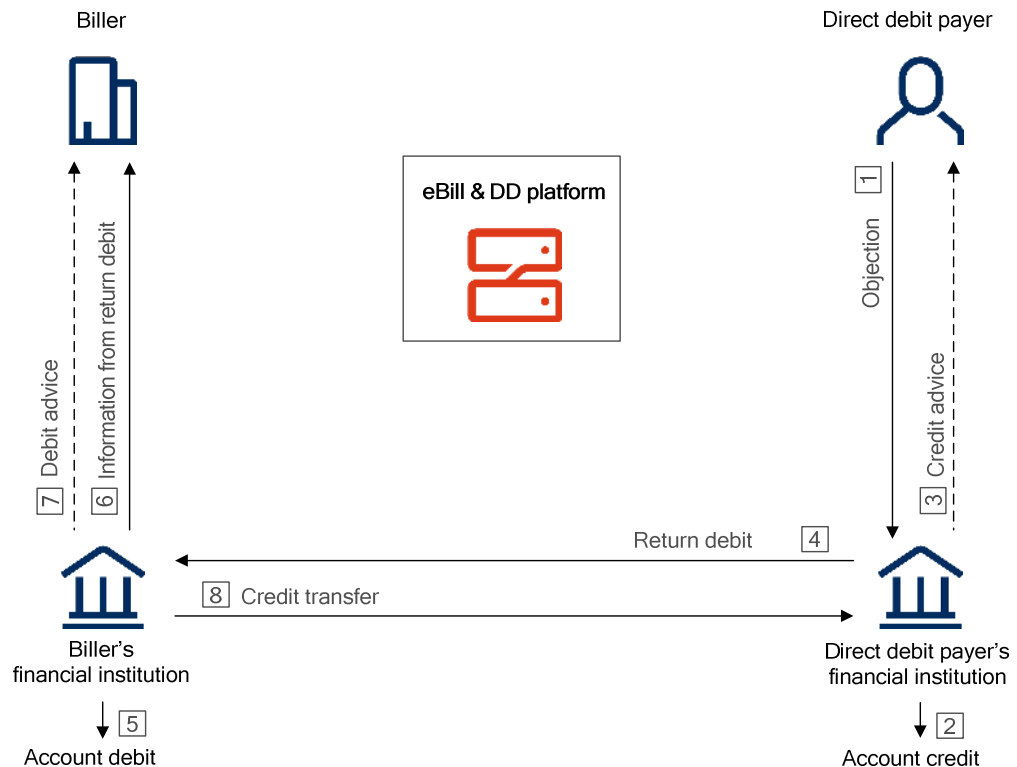 Biller
Direct debit payer
eBill & DD platform
1
Objection
3
Credit advice
7
Debit advice
6
Information from return debit
Return debit
4
8
Credit transfer
Biller’s
financial institution
Direct debit payer’s
financial institution
5
Account debit
2
Account credit